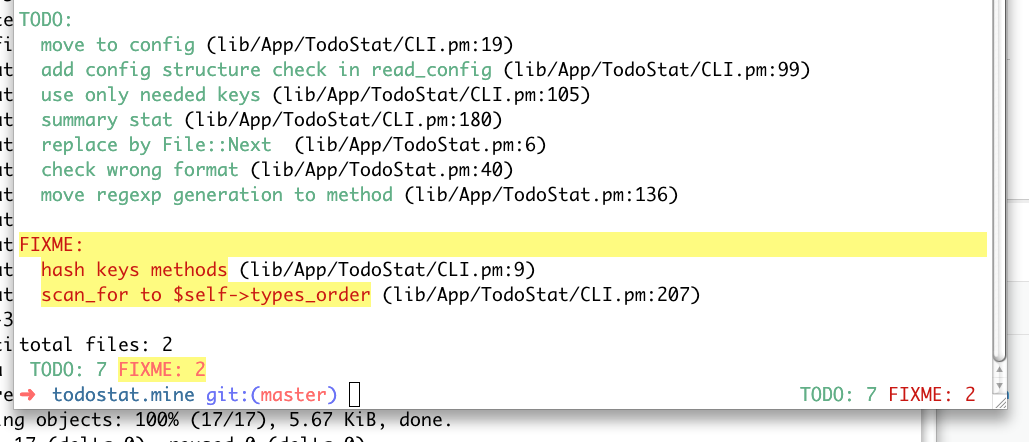 TODO:
move to config (lib/App/TodoStat/CLI.pm:19)
add config structure check in read_config (lib/App/TodoStat/CLI.pm:99)
use only needed keys (lib/App/TodoStat/CLI.pm:105)
summary stat (lib/App/TodoStat/CLI.pm:180)
replace by File::Next  (lib/App/TodoStat.pm:6)
check wrong format (lib/App/TodoStat.pm:40)
move regexp generation to method (lib/App/TodoStat.pm:136)
FIXME:
hash keys methods (lib/App/TodoStat/CLI.pm:9)
scan_for to $self->types_order (lib/App/TodoStat/CLI.pm:207)
total files: 2
TODO: 7 FIXME: 2
➜ todostat.mine git:(master) TODO: 7 FIXME: 2
ng objects: 100% (17/17), 5.67 KiB, done.